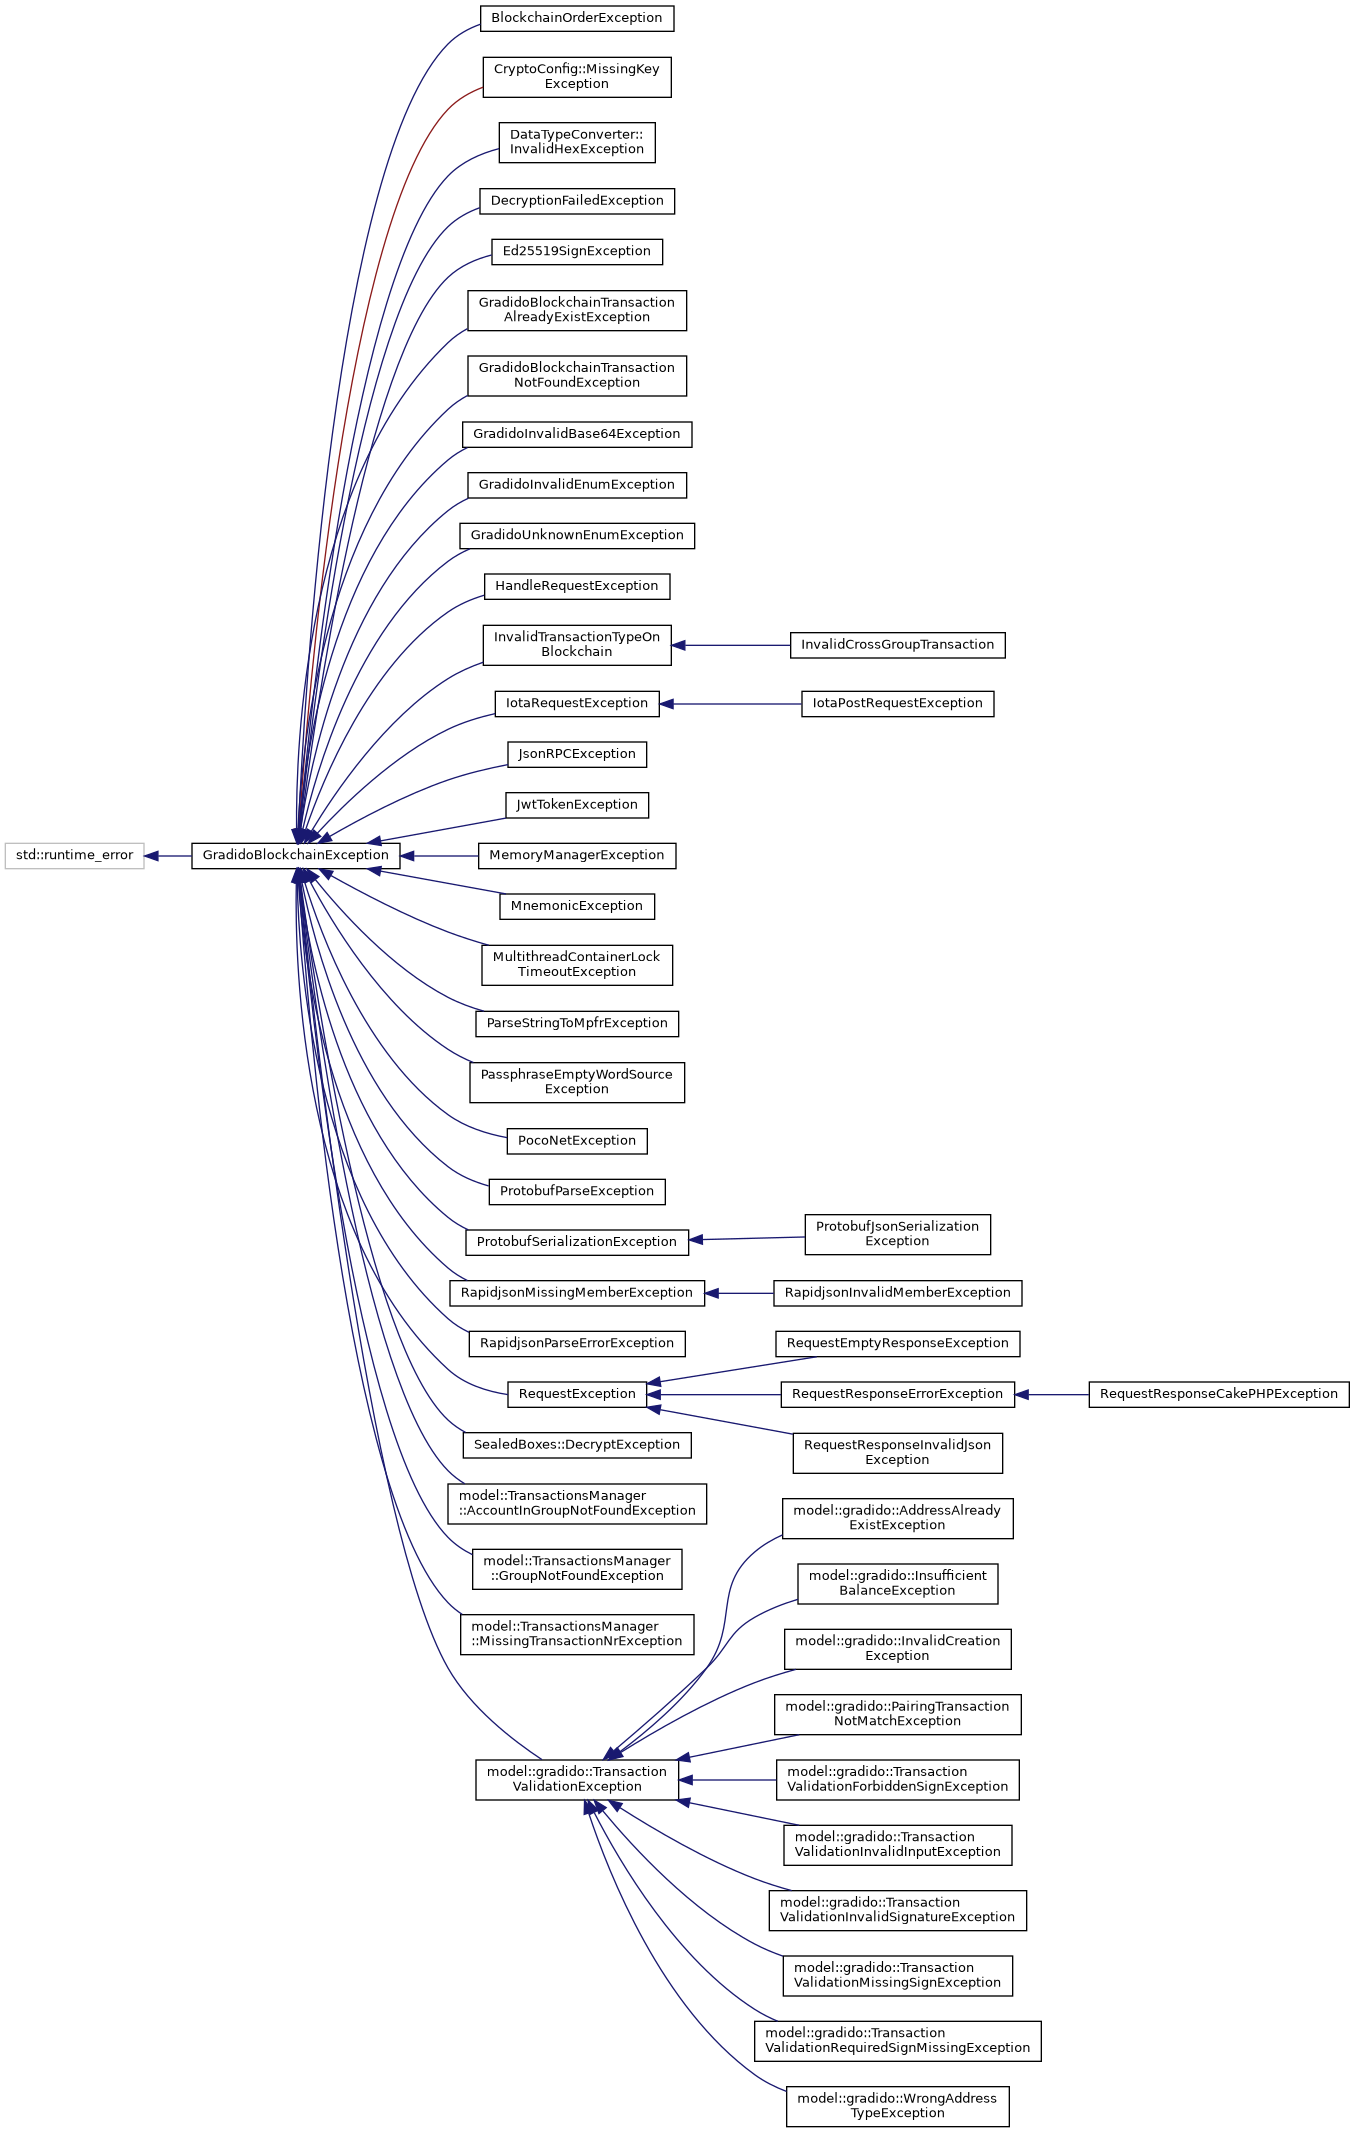 BlockchainOrderException
CryptoConfig::MissingKey
Exception
DataTypeConverter::
InvalidHexException
DecryptionFailedException
Ed25519SignException
GradidoBlockchainTransaction
AlreadyExistException
GradidoBlockchainTransaction
NotFoundException
GradidoInvalidBase64Exception
GradidoInvalidEnumException
GradidoUnknownEnumException
HandleRequestException
InvalidTransactionTypeOn
Blockchain
InvalidCrossGroupTransaction
IotaRequestException
IotaPostRequestException
JsonRPCException
JwtTokenException
std::runtime_error
GradidoBlockchainException
MemoryManagerException
MnemonicException
MultithreadContainerLock
TimeoutException
ParseStringToMpfrException
PassphraseEmptyWordSource
Exception
PocoNetException
ProtobufParseException
ProtobufSerializationException
ProtobufJsonSerialization
Exception
RapidjsonMissingMemberException
RapidjsonInvalidMemberException
RapidjsonParseErrorException
RequestEmptyResponseException
RequestException
RequestResponseErrorException
RequestResponseCakePHPException
SealedBoxes::DecryptException
RequestResponseInvalidJson
Exception
model::TransactionsManager
::AccountInGroupNotFoundException
model::gradido::AddressAlready
ExistException
model::TransactionsManager
::GroupNotFoundException
model::gradido::Insufficient
BalanceException
model::TransactionsManager
::MissingTransactionNrException
model::gradido::InvalidCreation
Exception
model::gradido::PairingTransaction
NotMatchException
model::gradido::Transaction
ValidationException
model::gradido::Transaction
ValidationForbiddenSignException
model::gradido::Transaction
ValidationInvalidInputException
model::gradido::Transaction
ValidationInvalidSignatureException
model::gradido::Transaction
ValidationMissingSignException
model::gradido::Transaction
ValidationRequiredSignMissingException
model::gradido::WrongAddress
TypeException